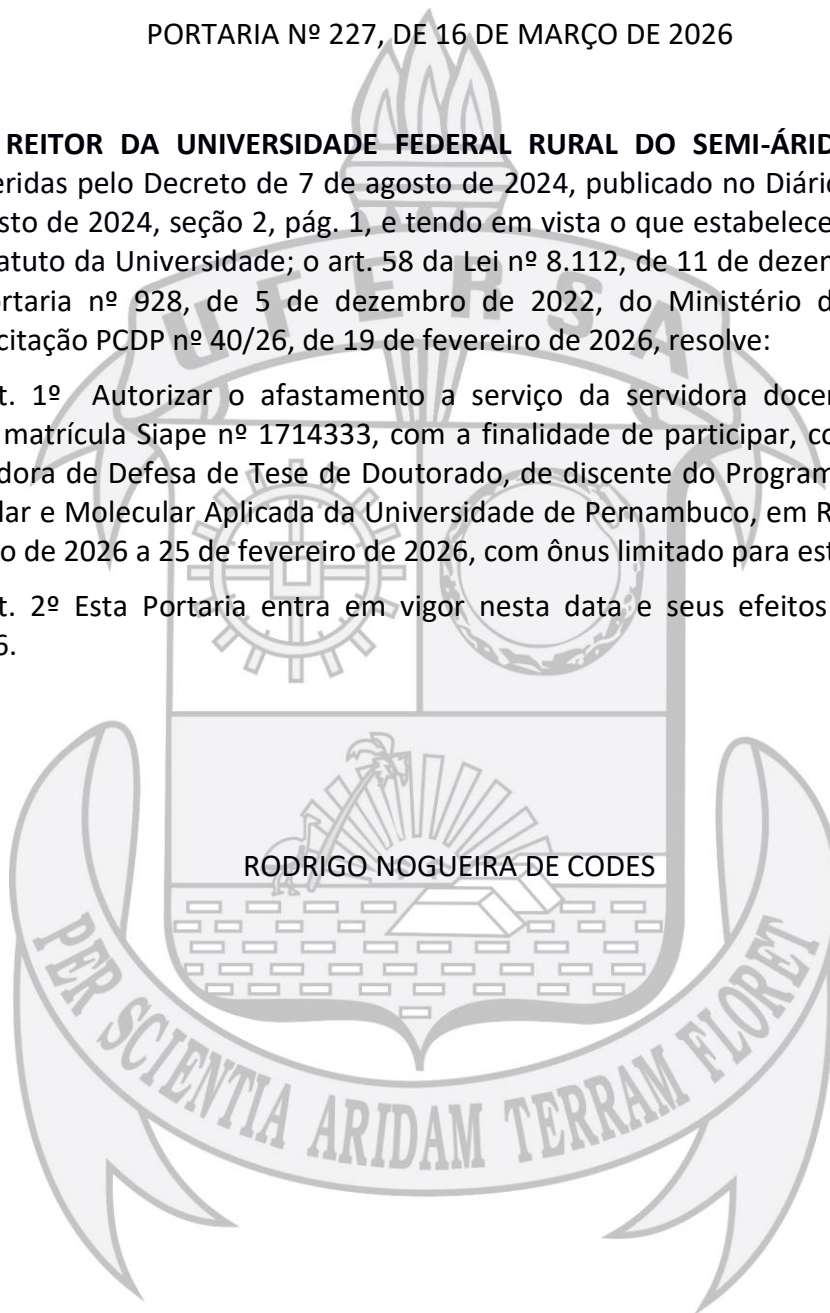 PORTARIA Nº 227, DE 16 DE MARÇO DE 2026
REITOR DA UNIVERSIDADE FEDERAL RURAL DO SEMI-ÁRID
eridas pelo Decreto de 7 de agosto de 2024, publicado no Diári
sto de 2024, seção 2, pág. 1, e tendo em vista o que estabelece
atuto da Universidade; o art. 58 da Lei nº 8.112, de 11 de dezen
ortaria nº 928, de 5 de dezembro de 2022, do Ministério d
citação PCDP nº 40/26, de 19 de fevereiro de 2026, resolve:
t. 1º Autorizar o afastamento a serviço da servidora docer
matrícula Siape nº 1714333, com a finalidade de participar, co
dora de Defesa de Tese de Doutorado, de discente do Program
lar e Molecular Aplicada da Universidade de Pernambuco, em R
o de 2026 a 25 de fevereiro de 2026, com ônus limitado para est
t. 2º Esta Portaria entra em vigor nesta data e seus efeitos
6.
RODRIGO NOGUEIRA DE CODES
UFERSA
PER SCIENTIA ARIDAM TERRAM FLORET